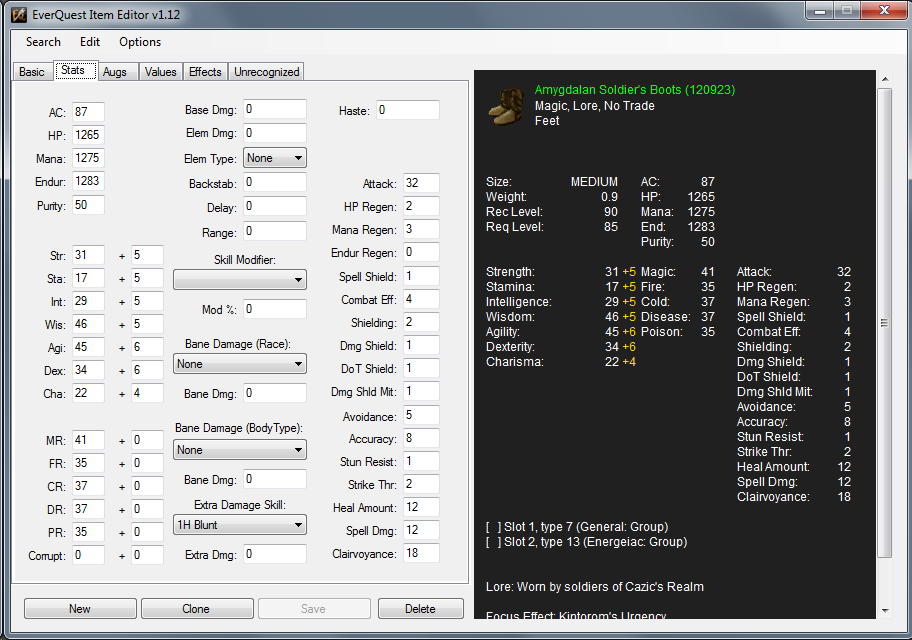 EverQuest Item Editor v1.12
Search Edit Options
Basic Stats Augs Values Effects Unrecognized
AC: 87
HP: 1265
Mana: 1275
Endur: 1283
Purity: 50
Str: 31 + 5
Sta: 17 + 5
Int: 29 + 5
Wis: 46 + 5
Agi: 45 + 6
Dex: 34 + 6
Cha: 22 + 4
MR: 41 + 0
FR: 35 + 0
CR: 37 + 0
DR: 37 + 0
PR: 35 + 0
Corrupt: 0 + 0
Base Dmg: 0
Elem Dmg: 0
Elem Type: None
Backstab: 0
Delay: 0
Range: 0
Skill Modifier:
Mod %: 0
Bane Damage (Race):
None
Bane Dmg: 0
Bane Damage (BodyType):
None
Bane Dmg: 0
Extra Damage Skill:
1H Blunt
Extra Dmg: 0
Haste: 0
Attack: 32
HP Regen: 2
Mana Regen: 3
Endur Regen: 0
Spell Shield: 1
Combat Eff: 4
Shielding: 2
Dmg Shield: 1
DoT Shield: 1
Dmg Shld Mit: 1
Avoidance: 5
Accuracy: 8
Stun Resist: 1
Strike Thr: 2
Heal Amount: 12
Spell Dmg: 12
Clairvoyance: 18
New Clone Save Delete
Amygdalan Soldier's Boots (120923)
Magic, Lore, No Trade
Feet
Size: MEDIUM AC: 87
Weight: 0.9 HP: 1265
Rec Level: 90 Mana: 1275
Req Level: 85 End: 1283
Purity: 50
Strength: 31 +5 Magic: 41 Attack: 32
Stamina: 17 +5 Fire: 35 HP Regen: 2
Intelligence: 29 +5 Cold: 37 Mana Regen: 3
Wisdom: 46 +5 Disease: 37 Spell Shield: 1
Agility: 45 +6 Poison: 35 Combat Eff: 4
Dexterity: 34 +6 Shielding: 2
Charisma: 22 +4 Dmg Shield: 1
DoT Shield: 1
Dmg Shld Mit: 1
Avoidance: 5
Accuracy: 8
Stun Resist: 1
Strike Thr: 2
Heal Amount: 12
Spell Dmg: 12
Clairvoyance: 18
[ ] Slot 1, type 7 (General: Group)
[ ] Slot 2, type 13 (Energeiac: Group)
Lore: Worn by soldiers of Cazic's Realm
Focus Effect: Kintorom's Urgency